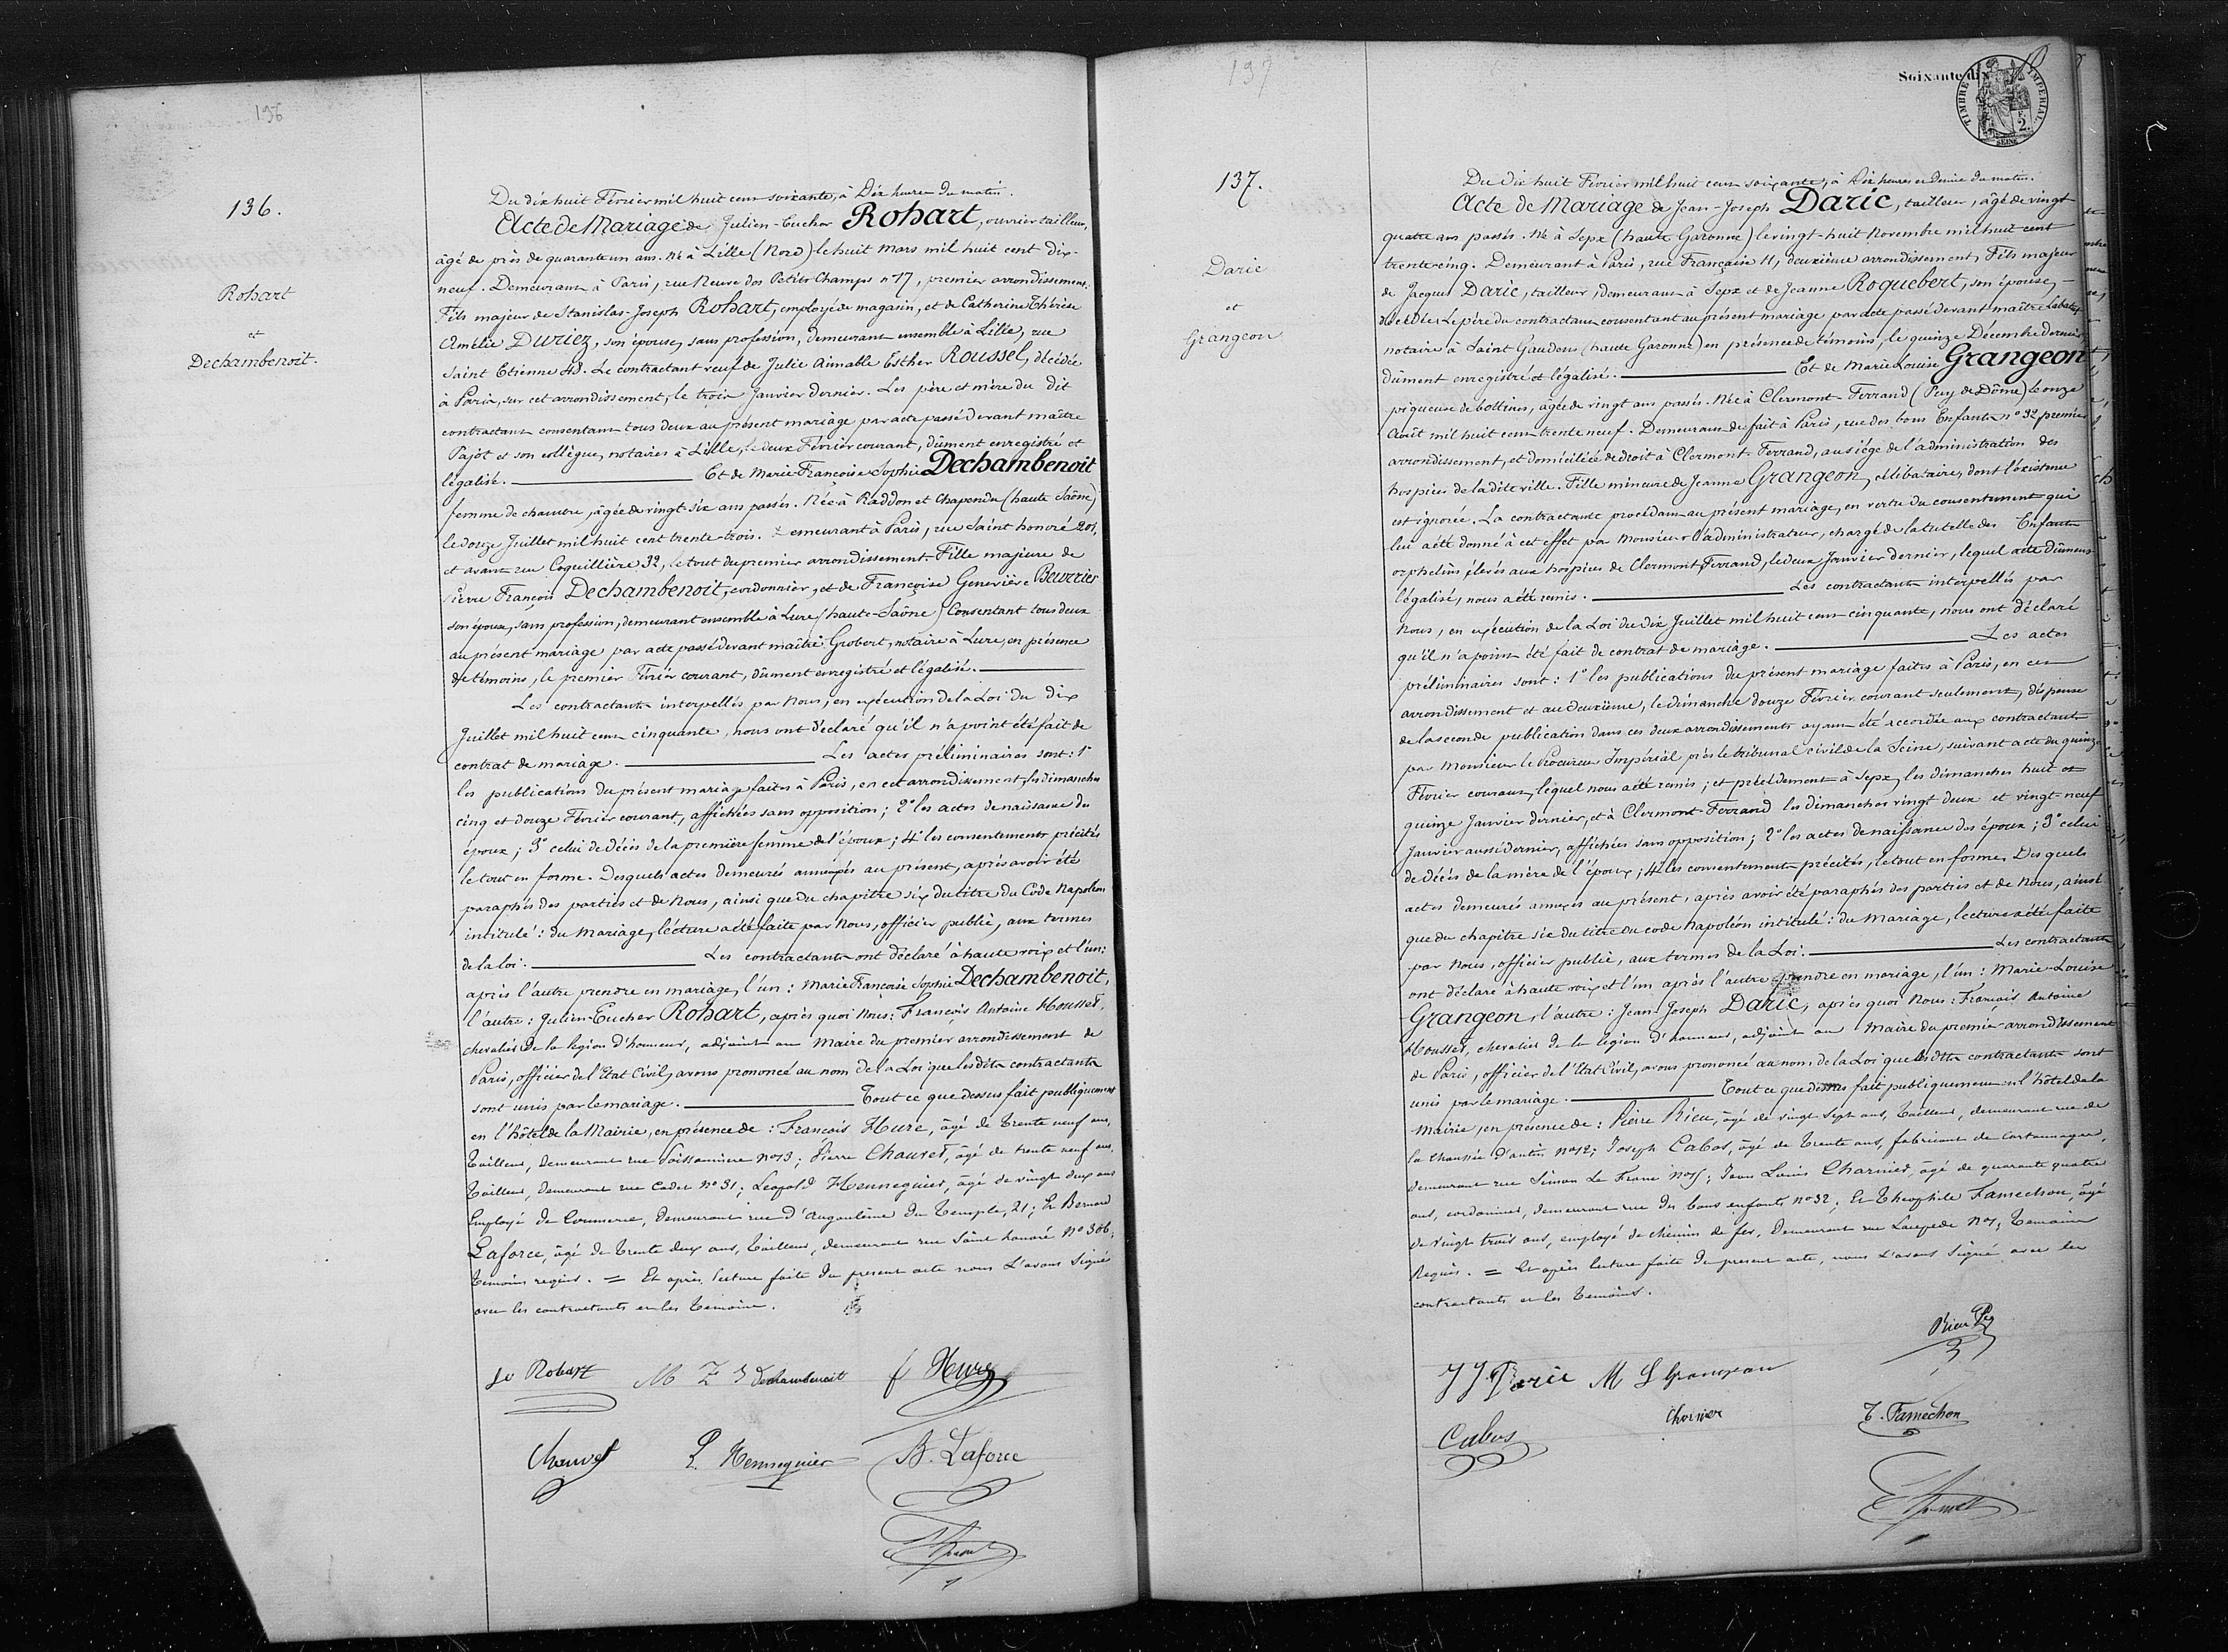 136
136.
Rohart
et
Dechambenoit.
Du dix huit Février mil huit cent soixante, à Dix heures du matin.
Acte de Mariage de Julien-Eucher Rohart, ouvrier tailleur,
âgé de près de quarante un ans. Né à Lille (Nord) le huit Mars mil huit cent dix-
neuf. Demeurant à Paris, rue Neuve des Petits Champs n° 17, premier arrondissement.
Fils majeur de Stanislas-Joseph Rohart, employé de magasin, et de Catherine Thérèse
Amélie Duriez, son épouse, sans profession, demeurant ensemble à Lille, rue
Saint Etienne 48. Le contractant veuf de Julie Aimable Esther Roussel, décédée
à Paris, sur cet arrondissement, le trois Janvier dernier. Les père et mère du dit
contractant consentant tous deux au présent mariage par acte passé devant maître
Pajot et son collègue, notaires à Lille, le deux Février courant, dûment enregistré et
légalisé. Et de Marie Françoise Sophie Dechambenoit
femme de chambre, âgée de vingt-six ans passés. Née à Raddon et Chapendu (haute Saône)
le douze Juillet mil huit cent trente-trois. Demeurant à Paris, rue Saint honoré 201,
et avant rue Coquillière 32, le tout du premier arrondissement. Fille majeure de
Pierre François Dechambenoit, cordonnier, et de Françoise Geneviève Beuverier
son épouse, sans profession, demeurant ensemble à Lure (haute-Saône) Consentant tous deux
au présent mariage par acte passé devant maître Grobert, notaire à Lure, en présence
de témoins, le premier Février courant, dûment enregistré et légalisé.
Les contractants interpellés par Nous, en exécution de la Loi du dix
Juillet mil huit cent cinquante, nous ont déclaré qu'il n'a point été fait de
contrat de mariage. Les actes préliminaires sont: 1°
les publications du présent mariage faites à Paris, en cet arrondissement, les dimanches
cinq et douze Février courant, affichées sans opposition; 2° les actes de naissance des
époux; 3° celui de décès de la première femme de l'époux; 4° les consentements précités
le tout en forme. Desquels actes demeurés annexés au présent, après avoir été
paraphés des parties et de Nous, ainsi que du chapitre six du titre du Code Napoléon
intitulé: du Mariage, lecture a été faite par Nous, officier public, aux termes
de la loi. Les contractants ont déclaré à haute voix et l'un:
après l'autre prendre en mariage, l'un: Marie Françoise Sophie Dechambenoit,
l'autre: Julien-Eucher Rohart, après quoi Nous: François Antoine Housset,
chevalier de la légion d'honneur, adjoint au Maire du premier arrondissement de
Paris, officier de l'Etat Civil, avons prononcé au nom de la Loi que lesdits contractants
sont unis par le mariage. Tout ce que dessus fait publiquement
en l'hôtel de la Mairie, en présence de: François Hure, âgé de trente neuf ans,
tailleur, demeurant rue Poissonniere n° 13; Pierre Chauvet, âgé de trente neuf ans,
tailleur, demeurant rue Cadet n° 31; Leopold Hennequier, âgé de vingt deux ans
Employé de Commerce, demeurant rue d'angoulême du Temple, 21; Et Bernard
Laforce, âgé de trente deux ans, tailleur, demeurant rue Saint honoré N° 306,
temoins requis. = Et après lecture faite du present acte nous l'avons signé
avec les contractants et les temoins.
Rohart M F S dechambenoit f Hure
Chauvet L. Hennequier B. Laforce
137
Soixante dix
TIMBRE IMPERIAL
2.
SEINE
137.
Daric
et
Grangeon
Du dix huit Février mil huit cent soixante, à Dix heures et Demie du matin.
Acte de Mariage de Jean-Joseph Daric, tailleur, âgé de vingt
quatre ans passés. Né à Sepx (haute Garonne) le vingt-huit Novembre mil huit cent
trente-cinq. Demeurant à Paris, rue Française 11, deuxième arrondissement, Fils majeur
de Jacques Daric, tailleur, demeurant à Sepx et de Jeanne Roquebert, son épouse,
décédée. Le père du contractant consentant au présent mariage par acte passé devant maître Labat
notaire à Saint Gaudens (haute Garonne) en présence de témoins, le quinze Décembre dernier
dûment enregistré et légalisé. Et de Marie Louise Grangeon
piqueuse de bottines, âgée de vingt ans passés. Née à Clermont-Ferrand (Puy de Dôme) le onze
Août mil huit cent trente neuf. Demeurant de fait à Paris, rue des bons Enfants n° 32 premier
arrondissement, et domiciliée de droit à Clermont-Ferrand, au siége de l'administration des
hospices de la dite ville. Fille mineure de Jeanne Grangeon, célibataire, dont l'existence
est ignorée. La contractante procédant au présent mariage, en vertu du consentement qui
lui a été donné à cet effet par Monsieur l'administrateur, chargé de la tutelle des Enfants
orphelins élevés aux hospices de Clermont Ferrand, le deux Janvier dernier, lequel acte dûment
légalisé, nous a été remis. Les contractants interpellés par
Nous, en exécution de la Loi du dix Juillet mil huit cent cinquante, nous ont déclaré
qu'il n'a point été fait de contrat de mariage. Les actes
préliminaires sont: 1° les publications du présent mariage faites à Paris, en cet
arrondissement et au deuxième, le dimanche douze Février courant seulement, dispense
de la seconde publication dans ces deux arrondissements ayant été accordée aux contractants
par Monsieur le Procureur Impérial près le tribunal civil de la Seine, suivant acte du quinze
Février courant, lequel nous a été remis; et précédement à Sepx, les dimanches huit et
quinze Janvier dernier, et à Clermont-Ferrand les dimanches vingt deux et vingt-neuf
Janvier aussi dernier, affichées sans opposition; 2° les actes de naissance des époux; 3° celui
de décès de la mère de l'époux; 4° les consentements précités, le tout en forme. Desquels
actes demeurés annexés au présent, après avoir été paraphés des parties et de Nous, ainsi
que du chapitre six du titre du code Napoléon intitulé: du Mariage, lecture a été faite
par Nous, officier public, aux termes de la Loi. Les contractants
ont déclaré à haute voix et l'un après l'autre prendre en mariage, l'un: Marie-Louise
Grangeon, l'autre: Jean-Joseph Daric, après quoi Nous: François Antoine
Housset, chevalier de la légion d'honneur, adjoint au Maire du premier arrondissement
de Paris, officier de l'Etat Civil, avons prononcé au nom de la Loi que lesdits contractants sont
unis par le mariage. Tout ce que dessus fait publiquement en l'hôtel de la
Mairie, en présence de: Pierre Rieu, âgé de vingt sept ans, tailleur, demeurant rue de
la Chaussée d'antin n° 12; Joseph Cabos, âgé de trente ans, fabricant de Cartonnages,
demeurant rue Simon Le Franc n° 5; Jean Louis Charnier, âgé de quarante quatre
ans, cordonnier, demeurant rue des bons enfants n° 32; Et Théophile Famechon, âgé
de vingt trois ans, employé de chemin de fer, demeurant rue Lacepede N° 1, temoins
Requis. = Et après lecture faite du present acte, nous l'avons signé avec les
contractants et les temoins.
Rieu P
J J Daric M L Grangeon
Cabos Charnier T. Famechon